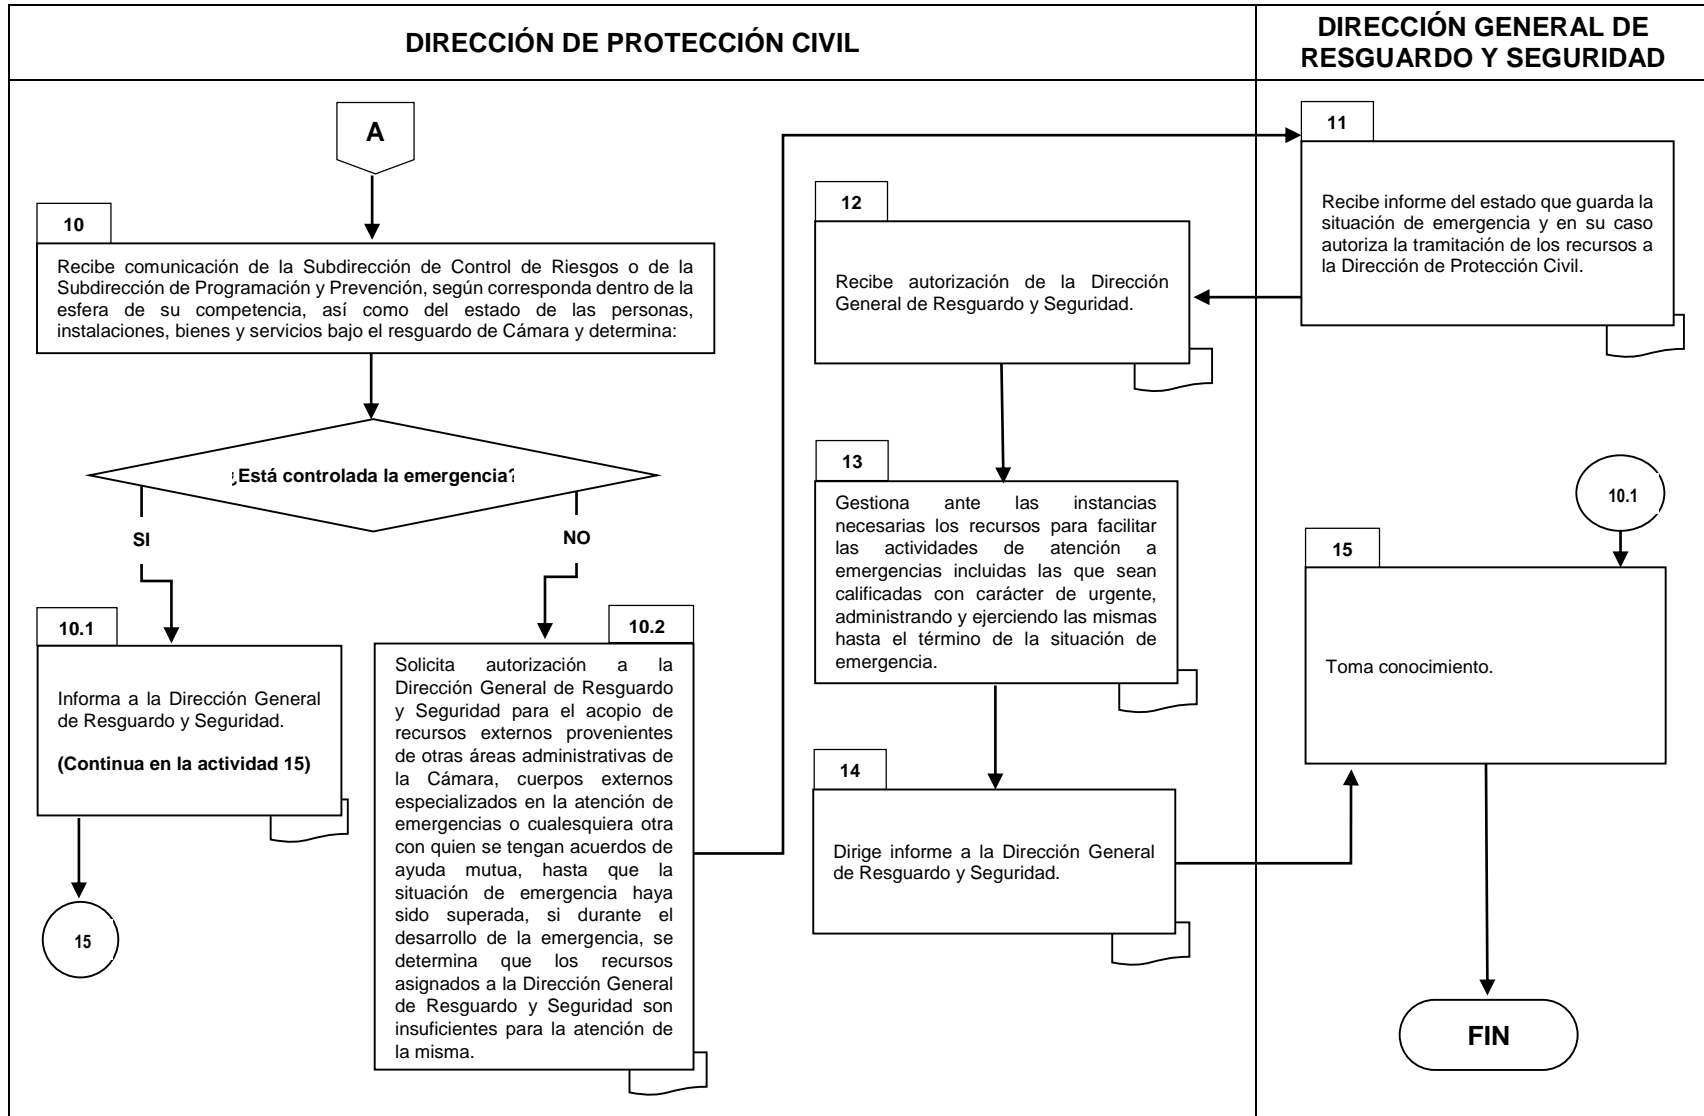 DIRECCIÓN DE PROTECCIÓN CIVIL
DIRECCIÓN GENERAL DE
RESGUARDO Y SEGURIDAD
A
10
Recibe comunicación de la Subdirección de Control de Riesgos o de la
Subdirección de Programación y Prevención, según corresponda dentro de la
esfera de su competencia, así como del estado de las personas,
instalaciones, bienes y servicios bajo el resguardo de Cámara y determina:
¿Está controlada la emergencia?
SI
NO
10.1
Informa a la Dirección General
de Resguardo y Seguridad.
(Continua en la actividad 15)
15
10.2
Solicita autorización a la
Dirección General de Resguardo
y Seguridad para el acopio de
recursos externos provenientes
de otras áreas administrativas de
la Cámara, cuerpos externos
especializados en la atención de
emergencias o cualesquiera otra
con quien se tengan acuerdos de
ayuda mutua, hasta que la
situación de emergencia haya
sido superada, si durante el
desarrollo de la emergencia, se
determina que los recursos
asignados a la Dirección General
de Resguardo y Seguridad son
insuficientes para la atención de
la misma.
11
Recibe informe del estado que guarda la
situación de emergencia y en su caso
autoriza la tramitación de los recursos a
la Dirección de Protección Civil.
12
Recibe autorización de la Dirección
General de Resguardo y Seguridad.
13
Gestiona ante las instancias
necesarias los recursos para facilitar
las actividades de atención a
emergencias incluidas las que sean
calificadas con carácter de urgente,
administrando y ejerciendo las mismas
hasta el término de la situación de
emergencia.
14
Dirige informe a la Dirección General
de Resguardo y Seguridad.
10.1
15
Toma conocimiento.
FIN